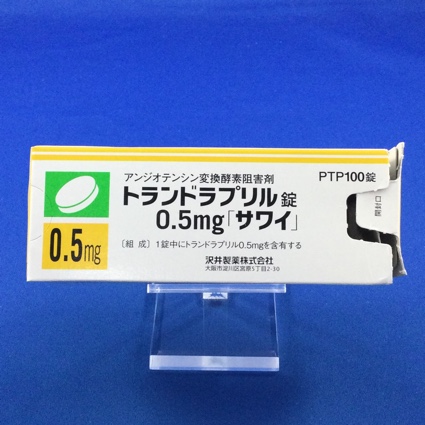 アンジオテンシン変換酵素阻害剤
PTP100錠
トランドラプリル錠
0.5mg「サワイ」
0.5mg
〔組成〕1錠中にトランドラプリル0.5mgを含有する
沢井製薬株式会社
大阪市淀川区宮原5丁目2-30
開封口